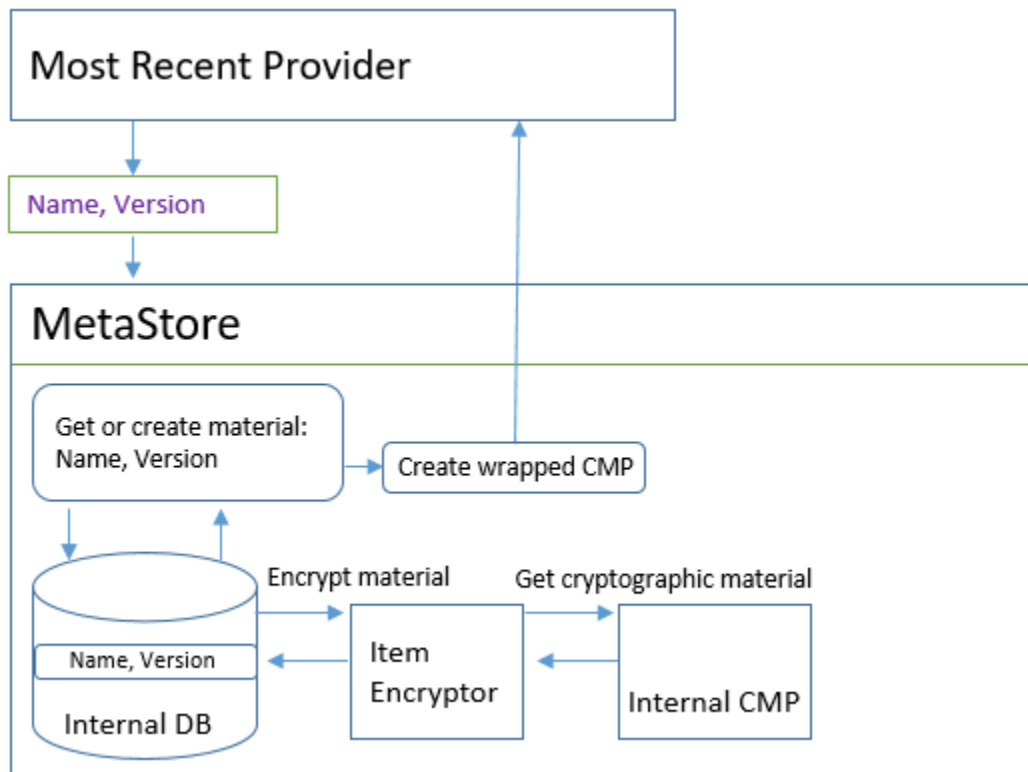 Most Recent Provider
Name, Version
MetaStore
Get or create material:
Name, Version
Create wrapped CMP
Encrypt material
Get cryptographic material
Name, Version
Internal DB
Item
Encryptor
Internal CMP